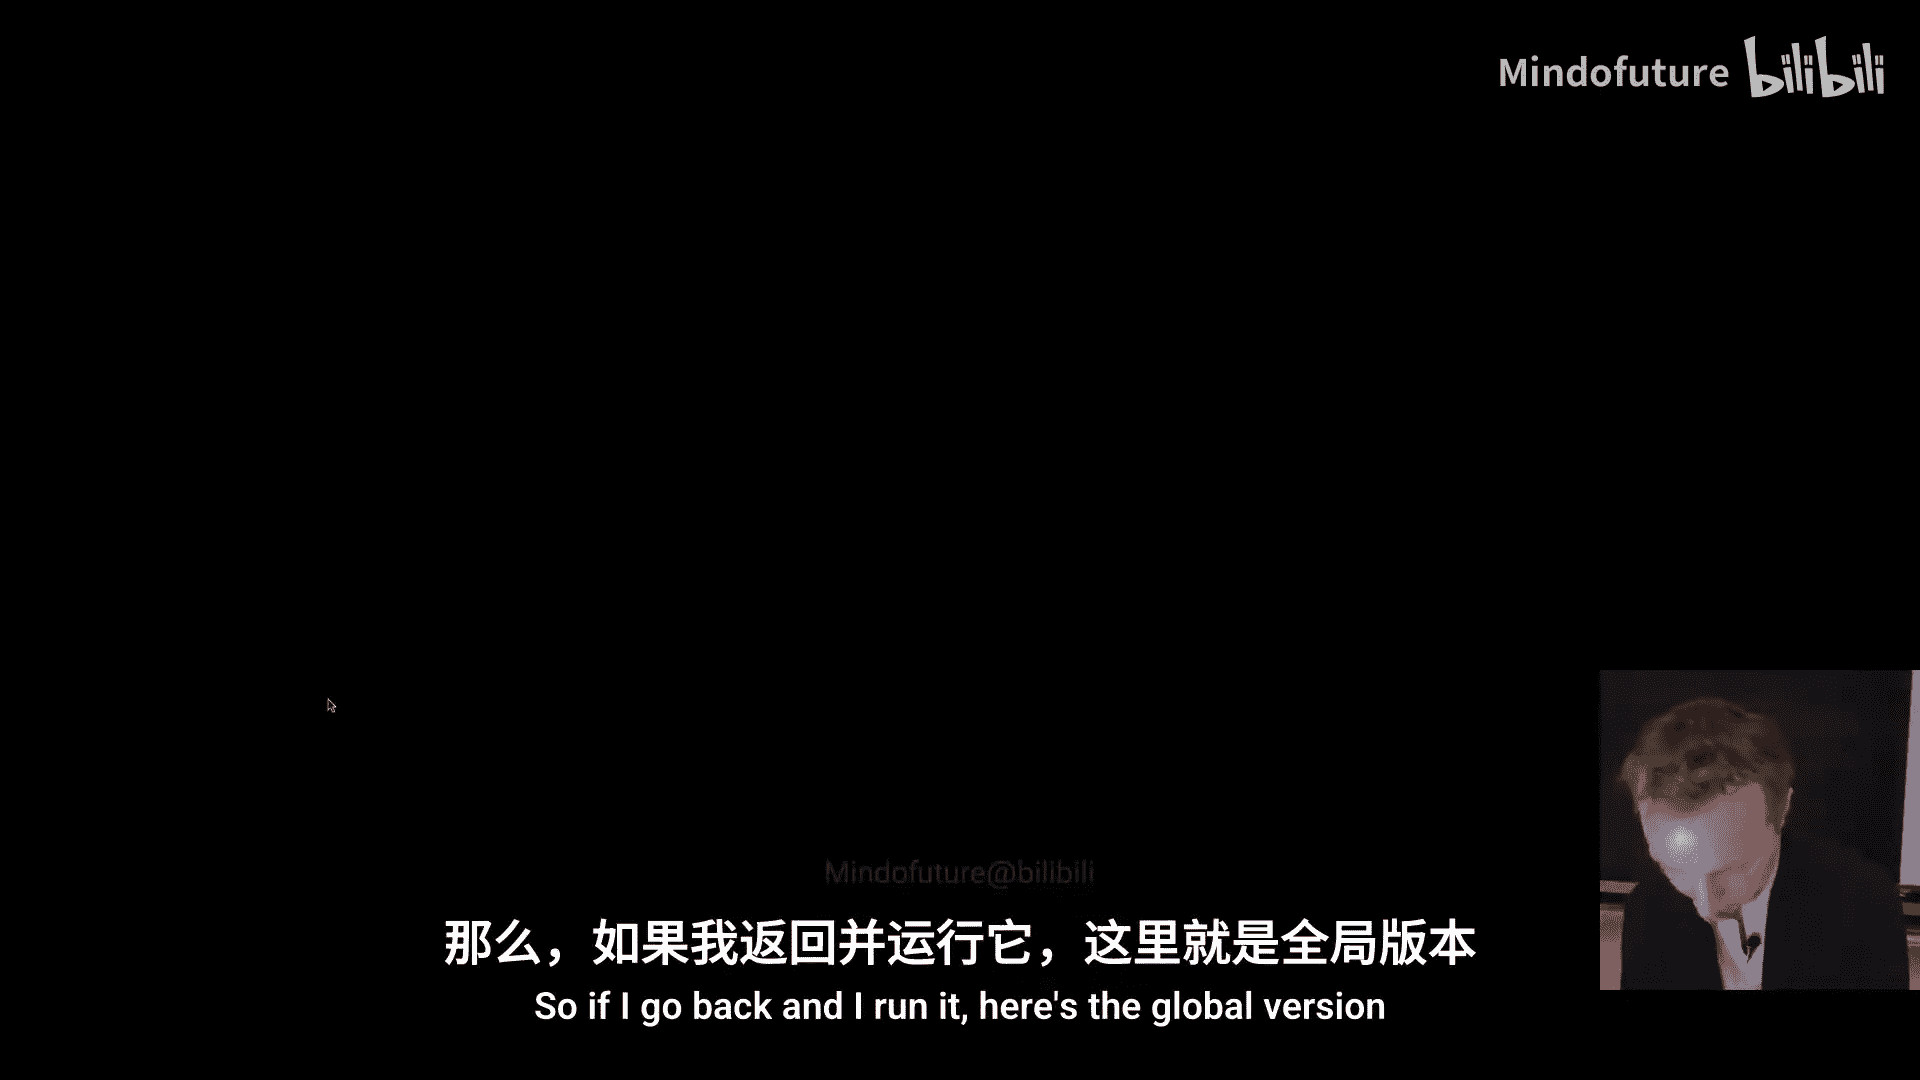 Mindofuture bilibili
Mindofuture@bilibili
那么，如果我返回并运行它，这里就是全局版本
So if I go back and I run it, here's the global version